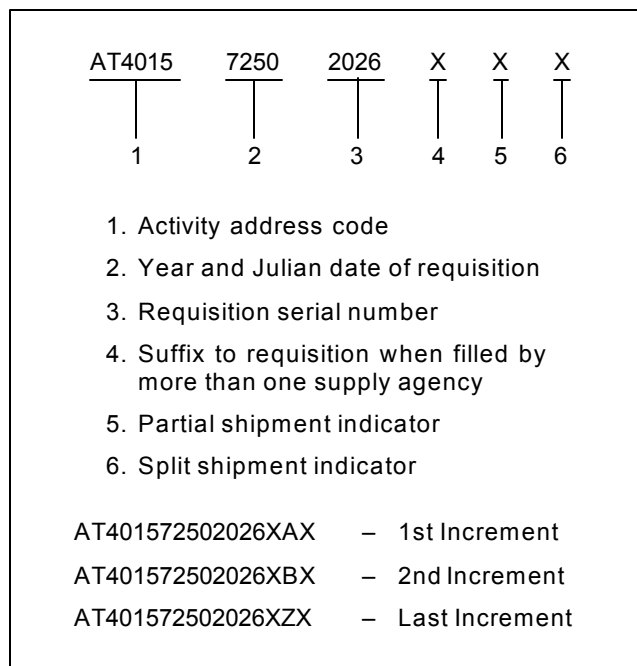 AT4015 7250 2026 X X X
1 2 3 4 5 6
1. Activity address code
2. Year and Julian date of requisition
3. Requisition serial number
4. Suffix to requisition when filled by
more than one supply agency
5. Partial shipment indicator
6. Split shipment indicator
AT401572502026XAX – 1st Increment
AT401572502026XBX – 2nd Increment
AT401572502026XZX – Last Increment